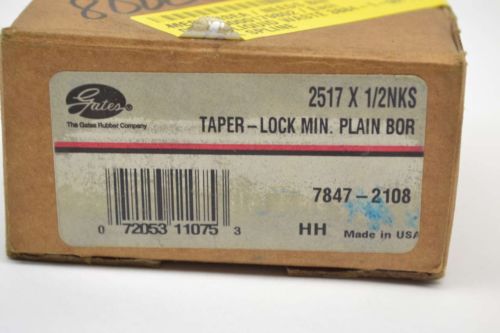 Gates®
The Gates Rubber Company
2517 X 1/2NKS
TAPER-LOCK MIN. PLAIN BOR
7847-2108
0 72053 11075 3
HH Made in USA